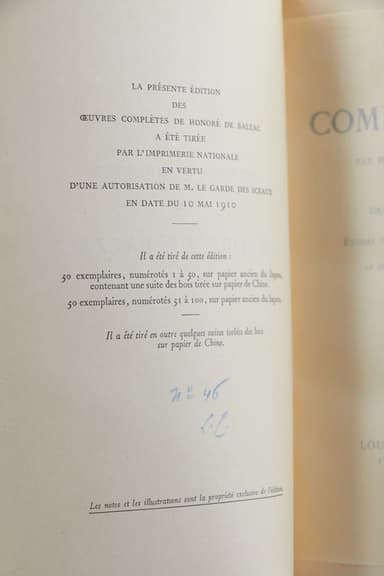 LA PRÉSENTE ÉDITION
DES
ŒUVRES COMPLÈTES DE HONORÉ DE BALZAC
A ÉTÉ TIRÉE
PAR L'IMPRIMERIE NATIONALE
EN VERTU
D'UNE AUTORISATION DE M. LE GARDE DES SCEAUX
EN DATE DU 10 MAI 1910
Il a été tiré de cette édition :
50 exemplaires, numérotés 1 à 50, sur papier ancien du Japon,
contenant une suite des bois tirée sur papier de Chine.
50 exemplaires, numérotés 51 à 100, sur papier ancien du Japon.
Il a été tiré en outre quelques suites isolées des bois
sur papier de Chine.
n° 46
Les notes et les illustrations sont la propriété exclusive de l'éditeur.
COM
LOU